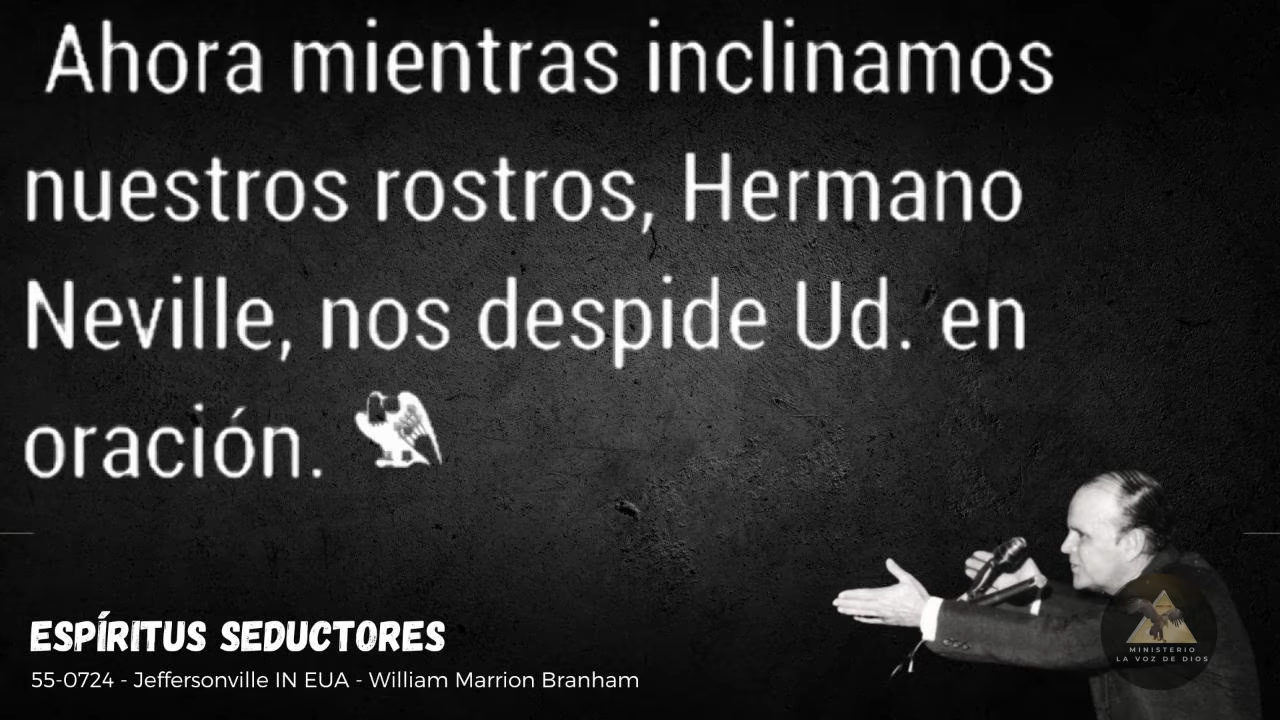 Ahora mientras inclinamos
nuestros rostros, Hermano
Neville, nos despide Ud. en
oración.
ESPÍRITUS SEDUCTORES
55-0724 - Jeffersonville IN EUA - William Marrion Branham
MINISTERIO
LA VOZ DE DIOS